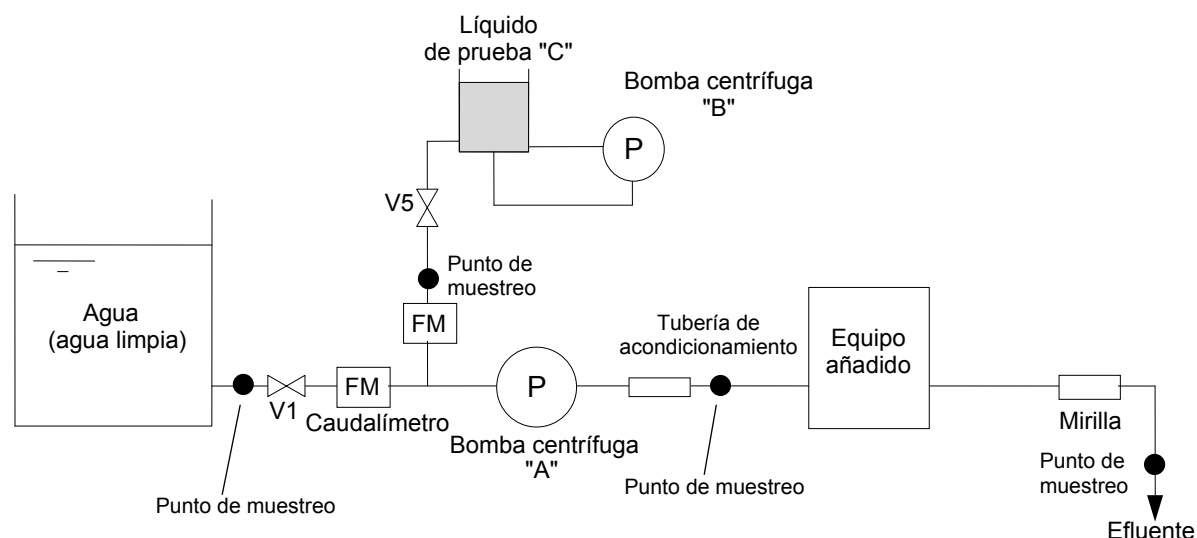 Líquido
de prueba "C"
Bomba centrífuga
"B"
P
V5
Punto de
muestreo
Agua
(agua limpia)
FM
Tubería de
acondicionamiento
Equipo
añadido
FM
P
V1
Caudalímetro
Mirilla
Bomba centrífuga
"A"
Punto de
muestreo
Punto de muestreo
Punto de muestreo
Efluente